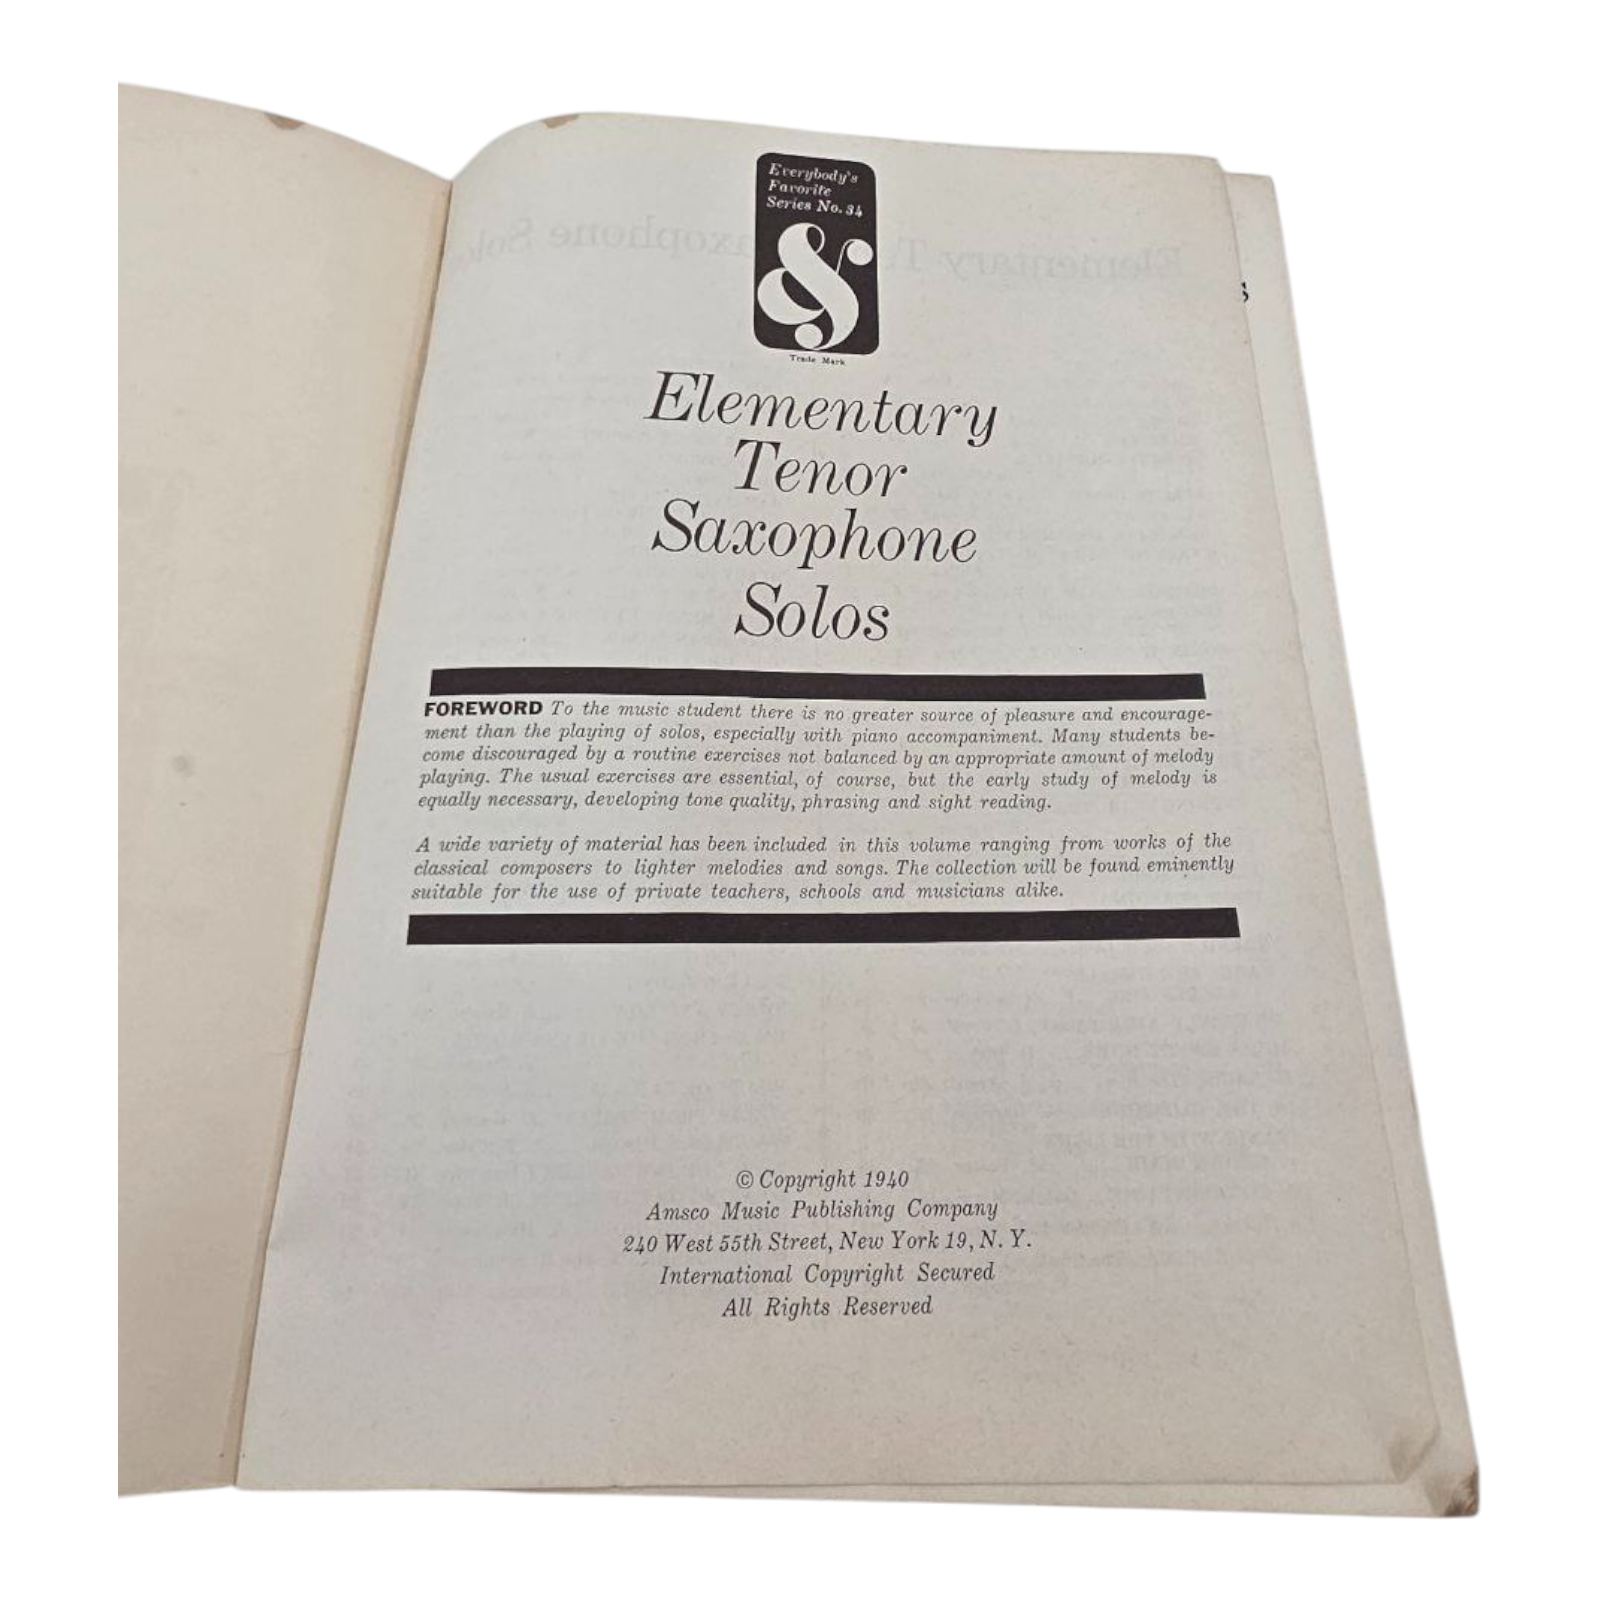 Everybody's
Favorite
Series No. 34
&
Trade Mark
Elementary
Tenor
Saxophone
Solos
FOREWORD To the music student there is no greater source of pleasure and encourage-
ment than the playing of solos, especially with piano accompaniment. Many students be-
come discouraged by a routine exercises not balanced by an appropriate amount of melody
playing. The usual exercises are essential, of course, but the early study of melody is
equally necessary, developing tone quality, phrasing and sight reading.
A wide variety of material has been included in this volume ranging from works of the
classical composers to lighter melodies and songs. The collection will be found eminently
suitable for the use of private teachers, schools and musicians alike.
© Copyright 1940
Amsco Music Publishing Company
240 West 55th Street, New York 19, N. Y.
International Copyright Secured
All Rights Reserved